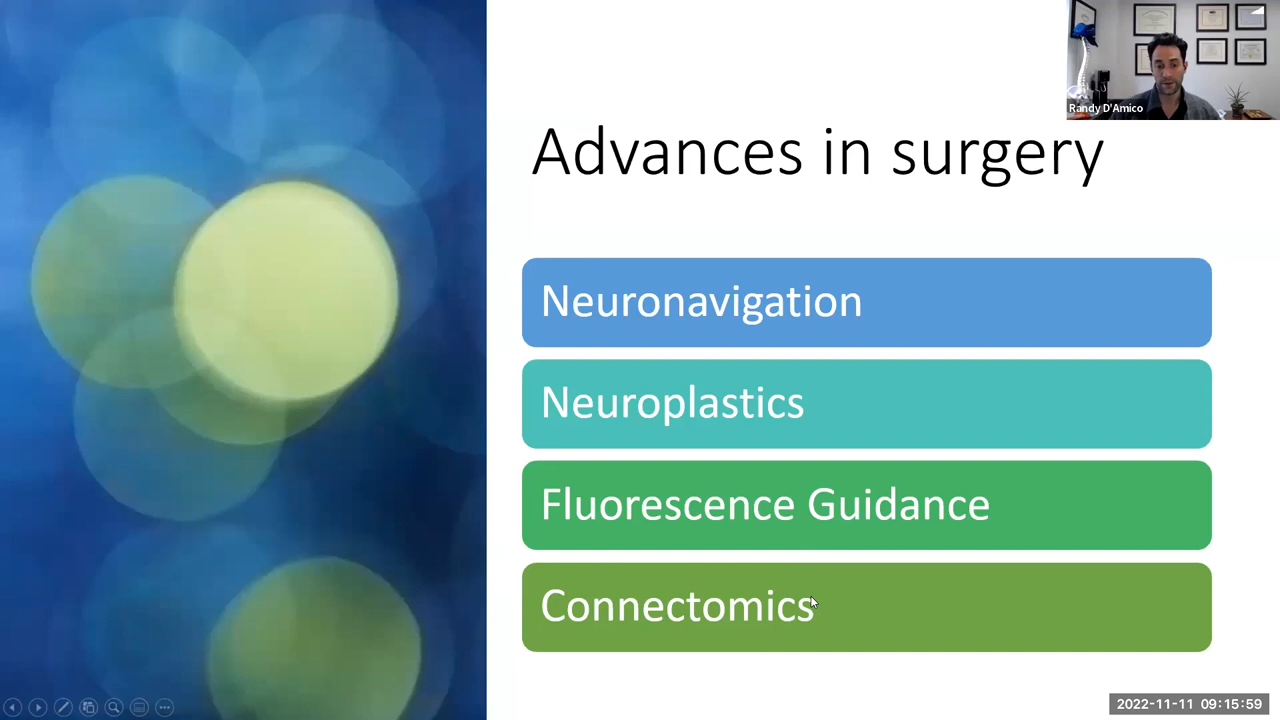 Randy D'Amico
Advances in surgery
Neuronavigation
Neuroplastics
Fluorescence Guidance
Connectomics
2022-11-11 09:15:59